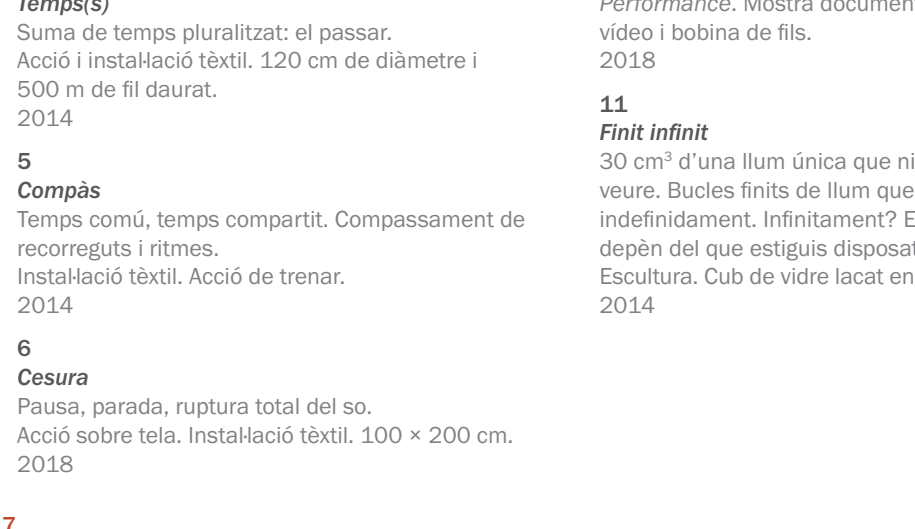 Temps(s)
Suma de temps pluralitzat: el passar.
Acció i instal·lació tèxtil. 120 cm de diàmetre i
500 m de fil daurat.
2014
5
Compàs
Temps comú, temps compartit. Compassament de
recorreguts i ritmes.
Instal·lació tèxtil. Acció de trenar.
2014
6
Cesura
Pausa, parada, ruptura total del so.
Acció sobre tela. Instal·lació tèxtil. 100 × 200 cm.
2018
7
Performance. Mostra document
vídeo i bobina de fils.
2018
11
Finit infinit
30 cm³ d’una llum única que ni
veure. Bucles finits de llum que
indefinidament. Infinitament? E
depèn del que estiguis disposat
Escultura. Cub de vidre lacat en
2014